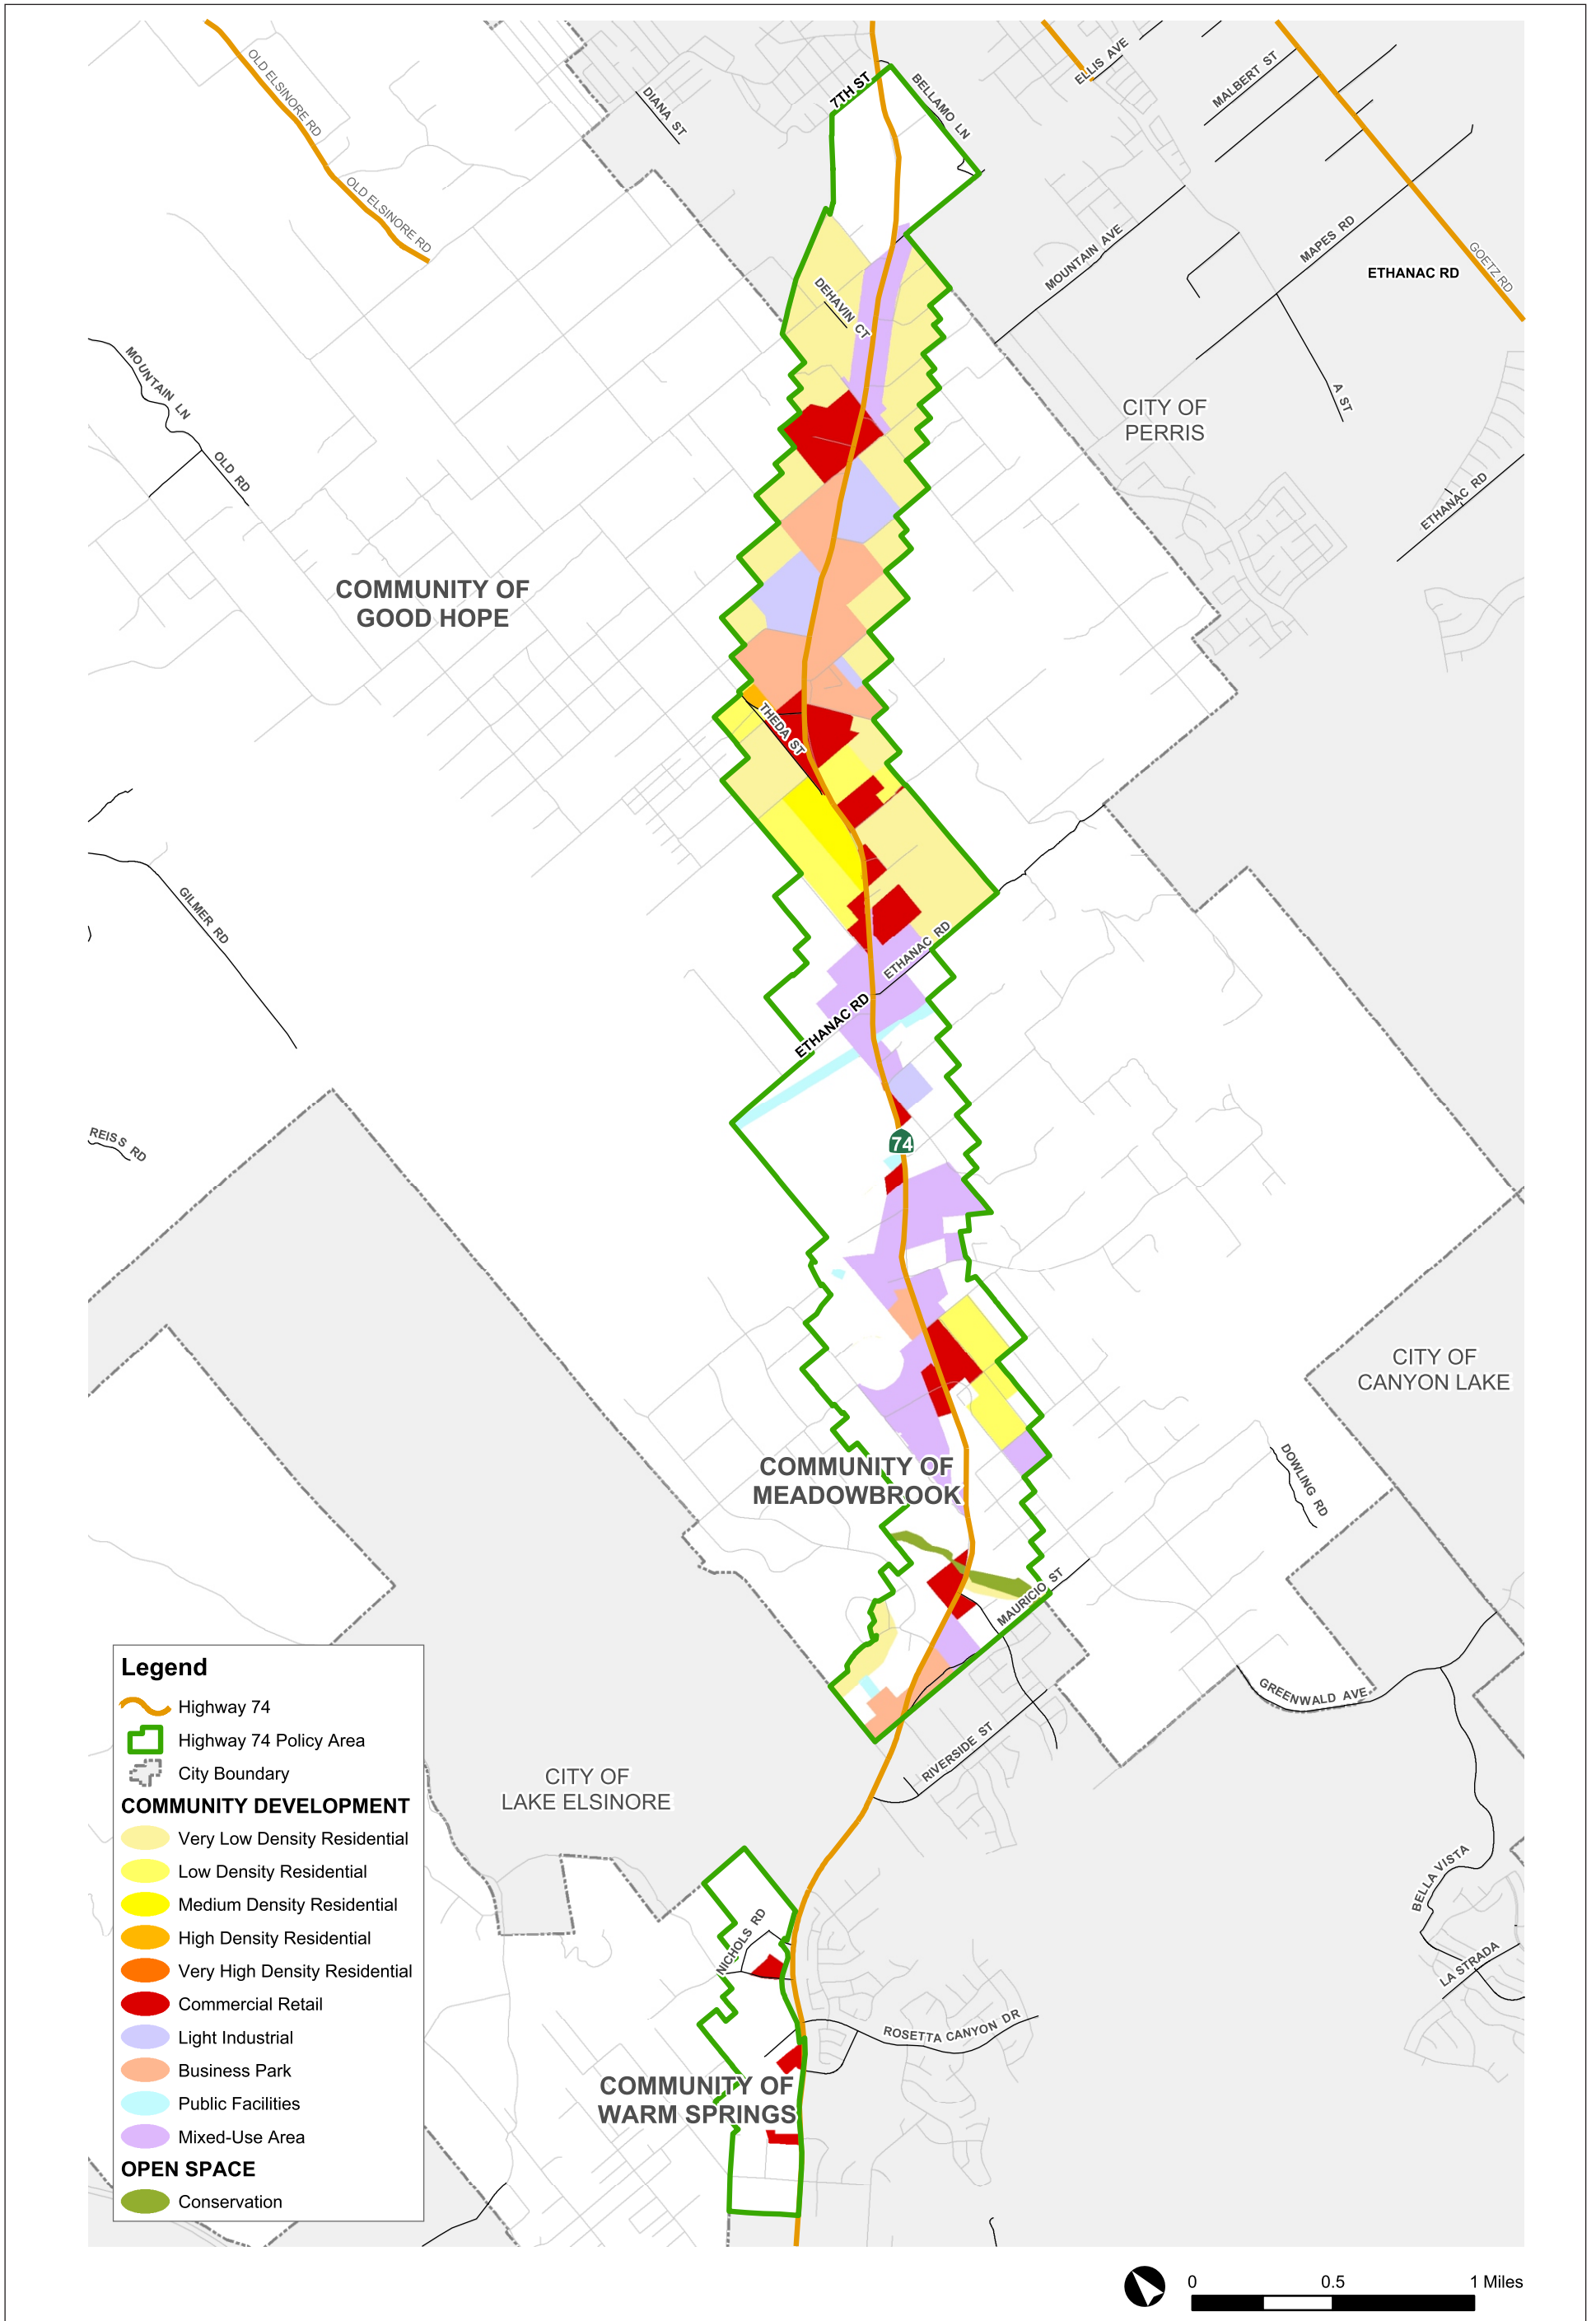 OLD ELSINORE RD
OLD ELSINORE RD
DIANA ST
7TH ST
BELLAMO LN
ELLIS AVE
MALBERT ST
MOUNTAIN AVE
MAPES RD
ETHANAC RD
GOETZ RD
DEHAVIN CT
A ST
MOUNTAIN LN
OLD RD
CITY OF
PERRIS
ETHANAC RD
COMMUNITY OF
GOOD HOPE
THEDA ST
GILMER RD
ETHANAC RD
ETHANAC RD
REISS RD
74
CITY OF
CANYON LAKE
COMMUNITY OF
MEADOWBROOK
DOWLING RD
MAURICIO ST
GREENWALD AVE
RIVERSIDE ST
CITY OF
LAKE ELSINORE
BELLA VISTA
LA STRADA
NICHOLS RD
ROSETTA CANYON DR
COMMUNITY OF
WARM SPRINGS
Legend
Highway 74
Highway 74 Policy Area
City Boundary
COMMUNITY DEVELOPMENT
Very Low Density Residential
Low Density Residential
Medium Density Residential
High Density Residential
Very High Density Residential
Commercial Retail
Light Industrial
Business Park
Public Facilities
Mixed-Use Area
OPEN SPACE
Conservation
0 0.5 1 Miles